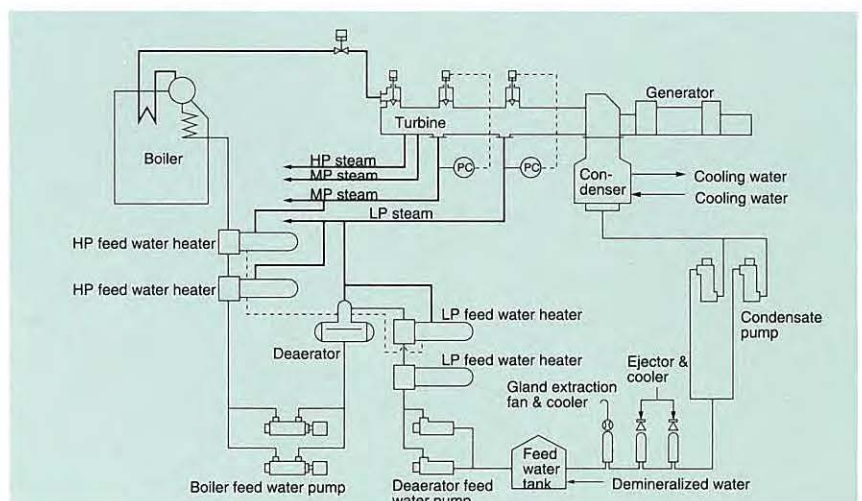 Generator
Turbine
Boiler
HP steam
MP steam
PC
PC
Con-
denser
Cooling water
Cooling water
MP steam
LP steam
HP feed water heater
HP feed water heater
LP feed water heater
Deaerator
Condensate
pump
LP feed water heater
Ejector &
cooler
Gland extraction
fan & cooler
Feed
water
tank
Boiler feed water pump
Deaerator feed
water pump
Demineralized water